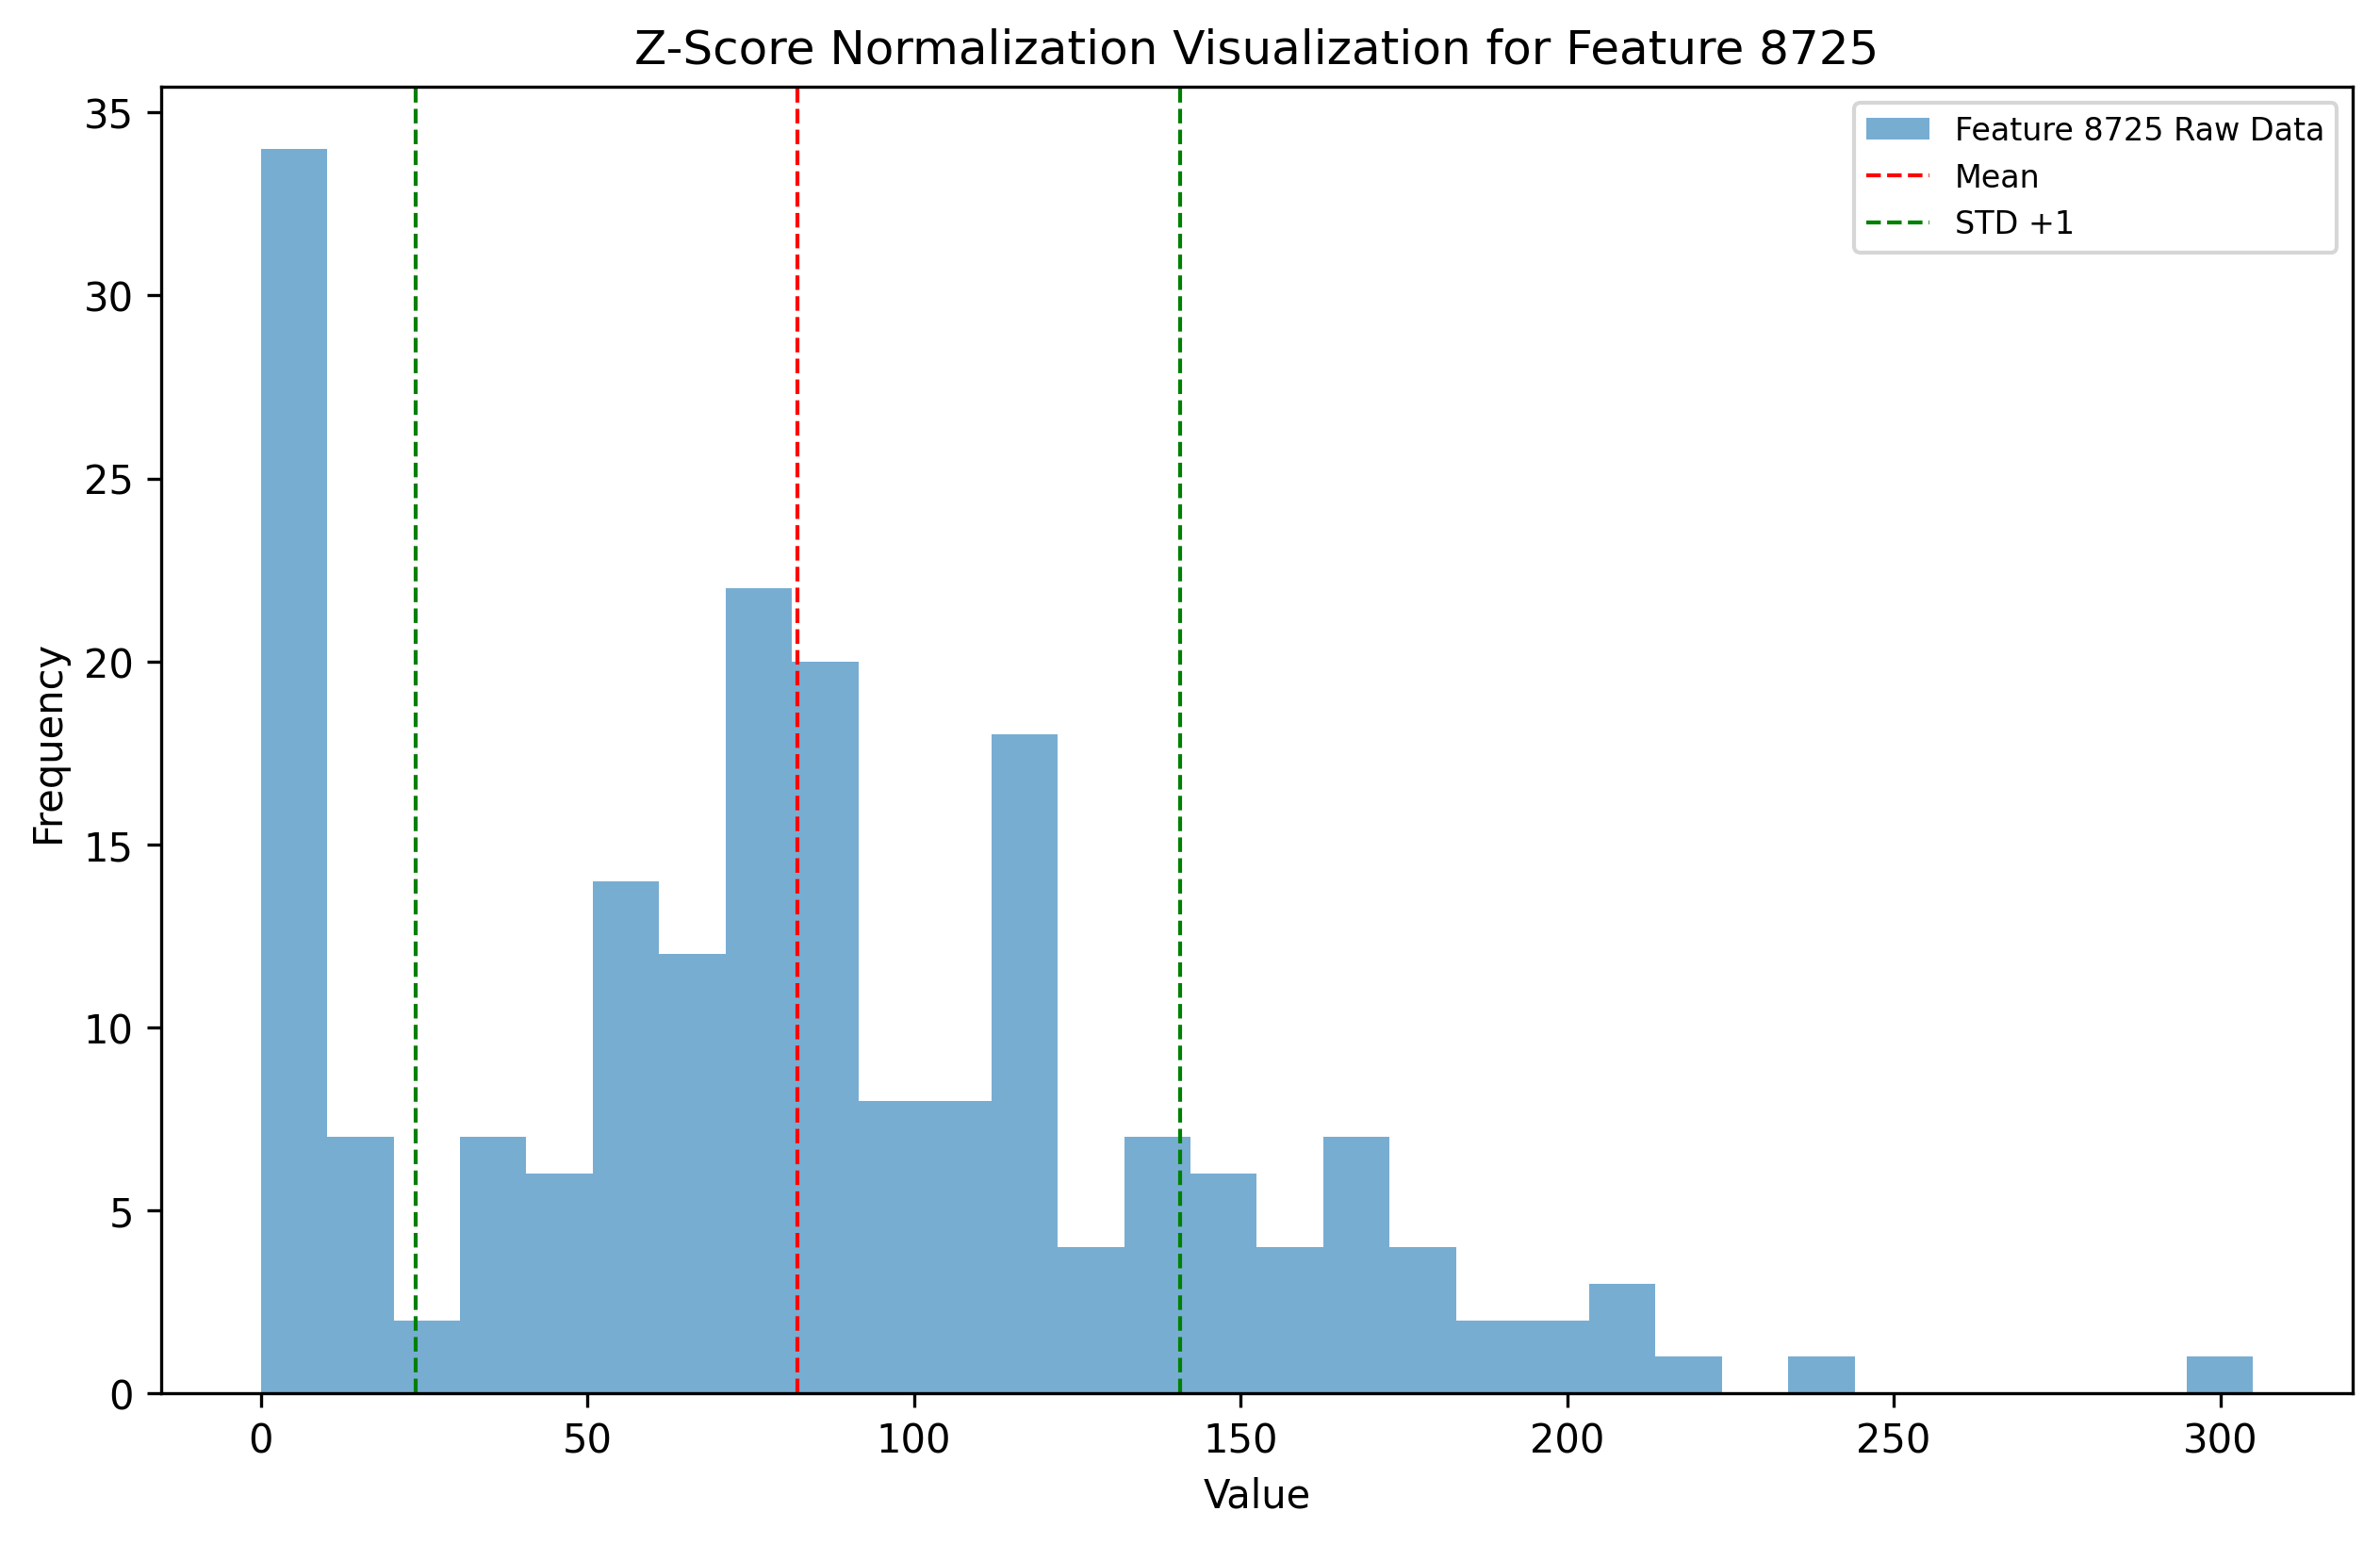 Z-Score Normalization Visualization for Feature 8725
Feature 8725 Raw Data
Mean
STD +1
Frequency
35
30
25
20
15
10
5
0
0 50 100 150 200 250 300
Value